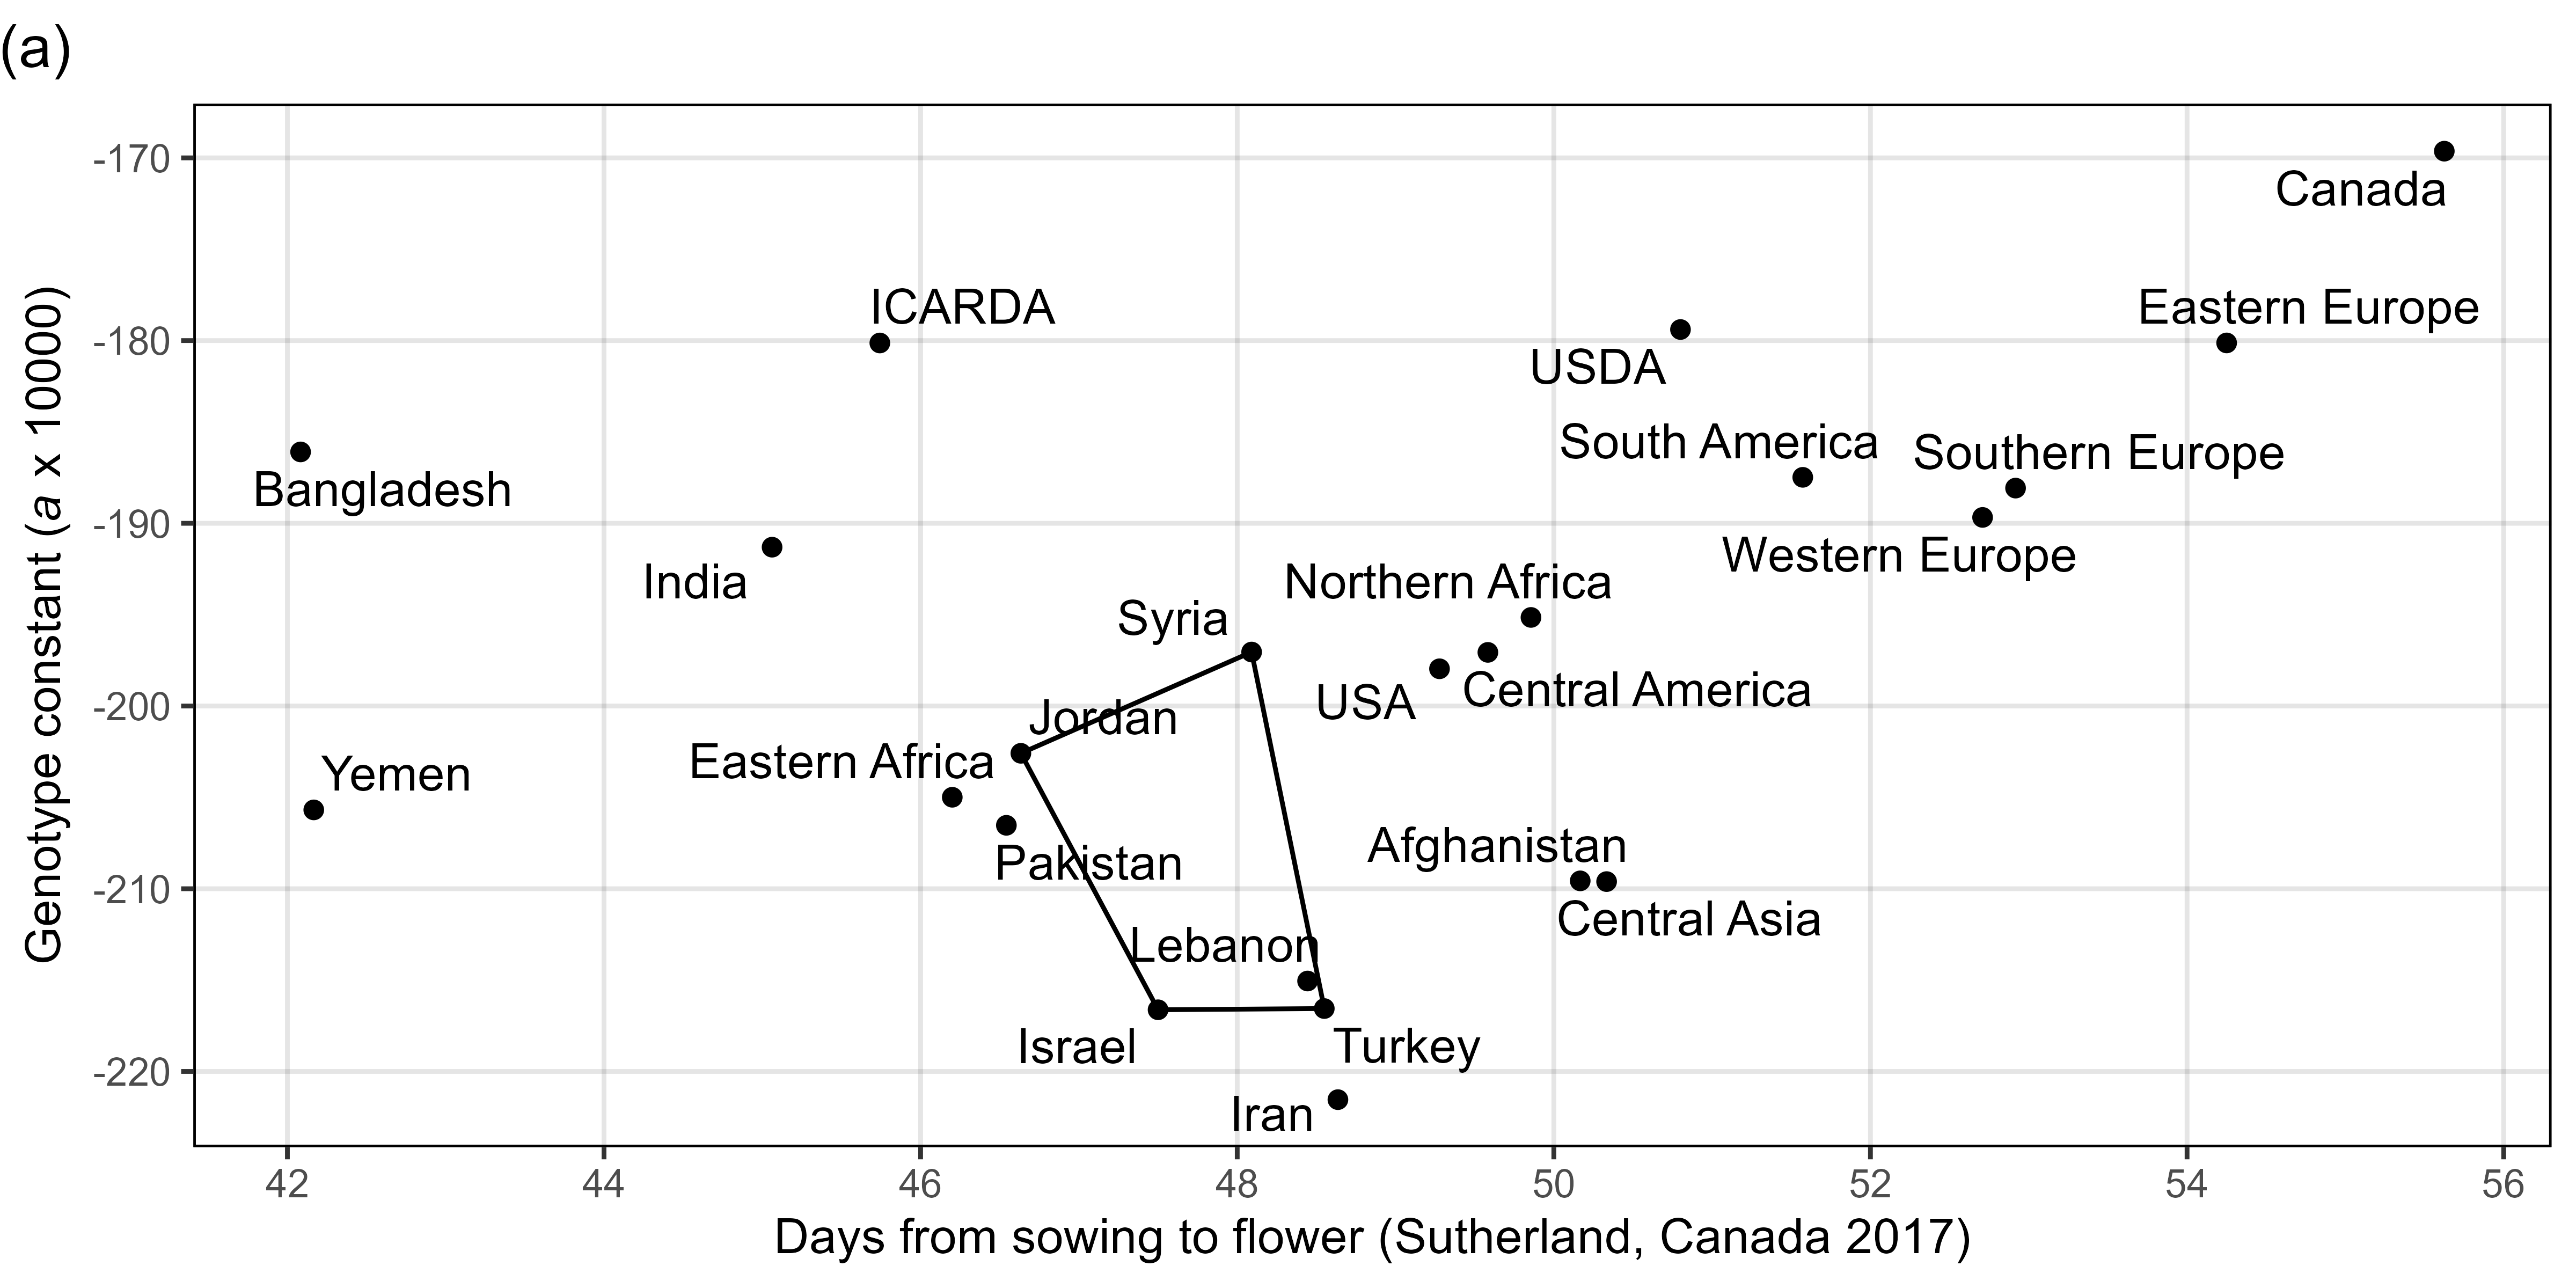 (a)
Genotype constant (a x 10000)
-170
-180
-190
-200
-210
-220
Canada
ICARDA
Eastern Europe
USDA
South America
Southern Europe
Bangladesh
Western Europe
India
Northern Africa
Syria
Central America
USA
Jordan
Eastern Africa
Yemen
Afghanistan
Pakistan
Central Asia
Lebanon
Israel
Turkey
Iran
42 44 46 48 50 52 54 56
Days from sowing to flower (Sutherland, Canada 2017)